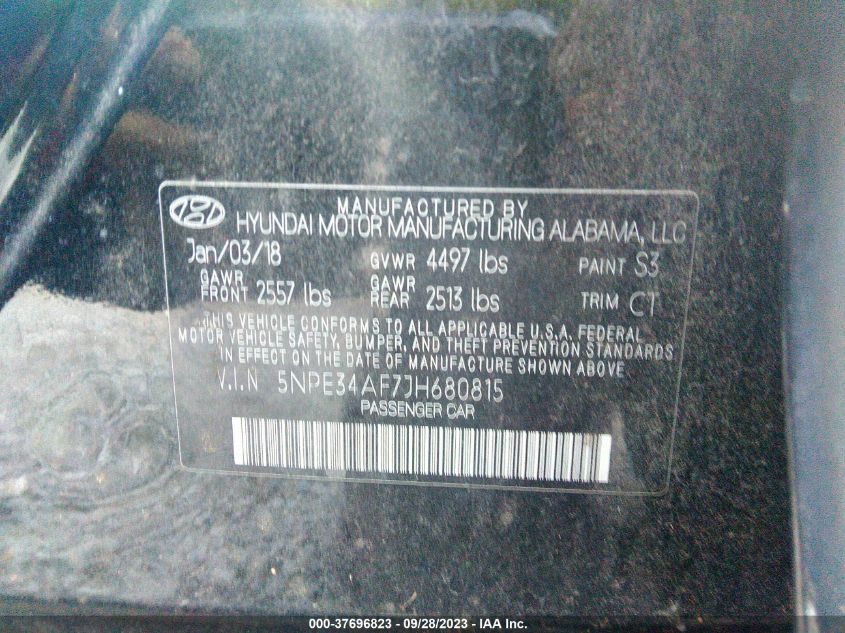 MANUFACTURED BY
HYUNDAI MOTOR MANUFACTURING ALABAMA, LLC
Jan/03/18 GVWR 4497 lbs PAINT S3
GAWR FRONT 2557 lbs GAWR REAR 2513 lbs TRIM CT
THIS VEHICLE CONFORMS TO ALL APPLICABLE U.S.A. FEDERAL
MOTOR VEHICLE SAFETY, BUMPER, AND THEFT PREVENTION STANDARDS
IN EFFECT ON THE DATE OF MANUFACTURE SHOWN ABOVE.
V.I.N 5NPE34AF7JH680815
PASSENGER CAR
000-37696823 - 09/28/2023 - IAA Inc.